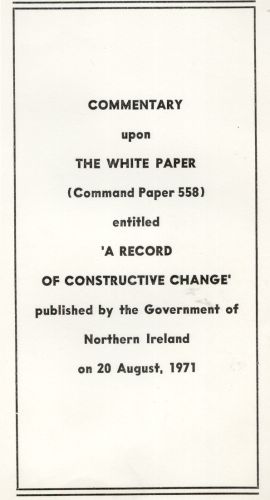 COMMENTARY
upon
THE WHITE PAPER
(Command Paper 558)
entitled
'A RECORD
OF CONSTRUCTIVE CHANGE'
published by the Government of
Northern Ireland
on 20 August, 1971